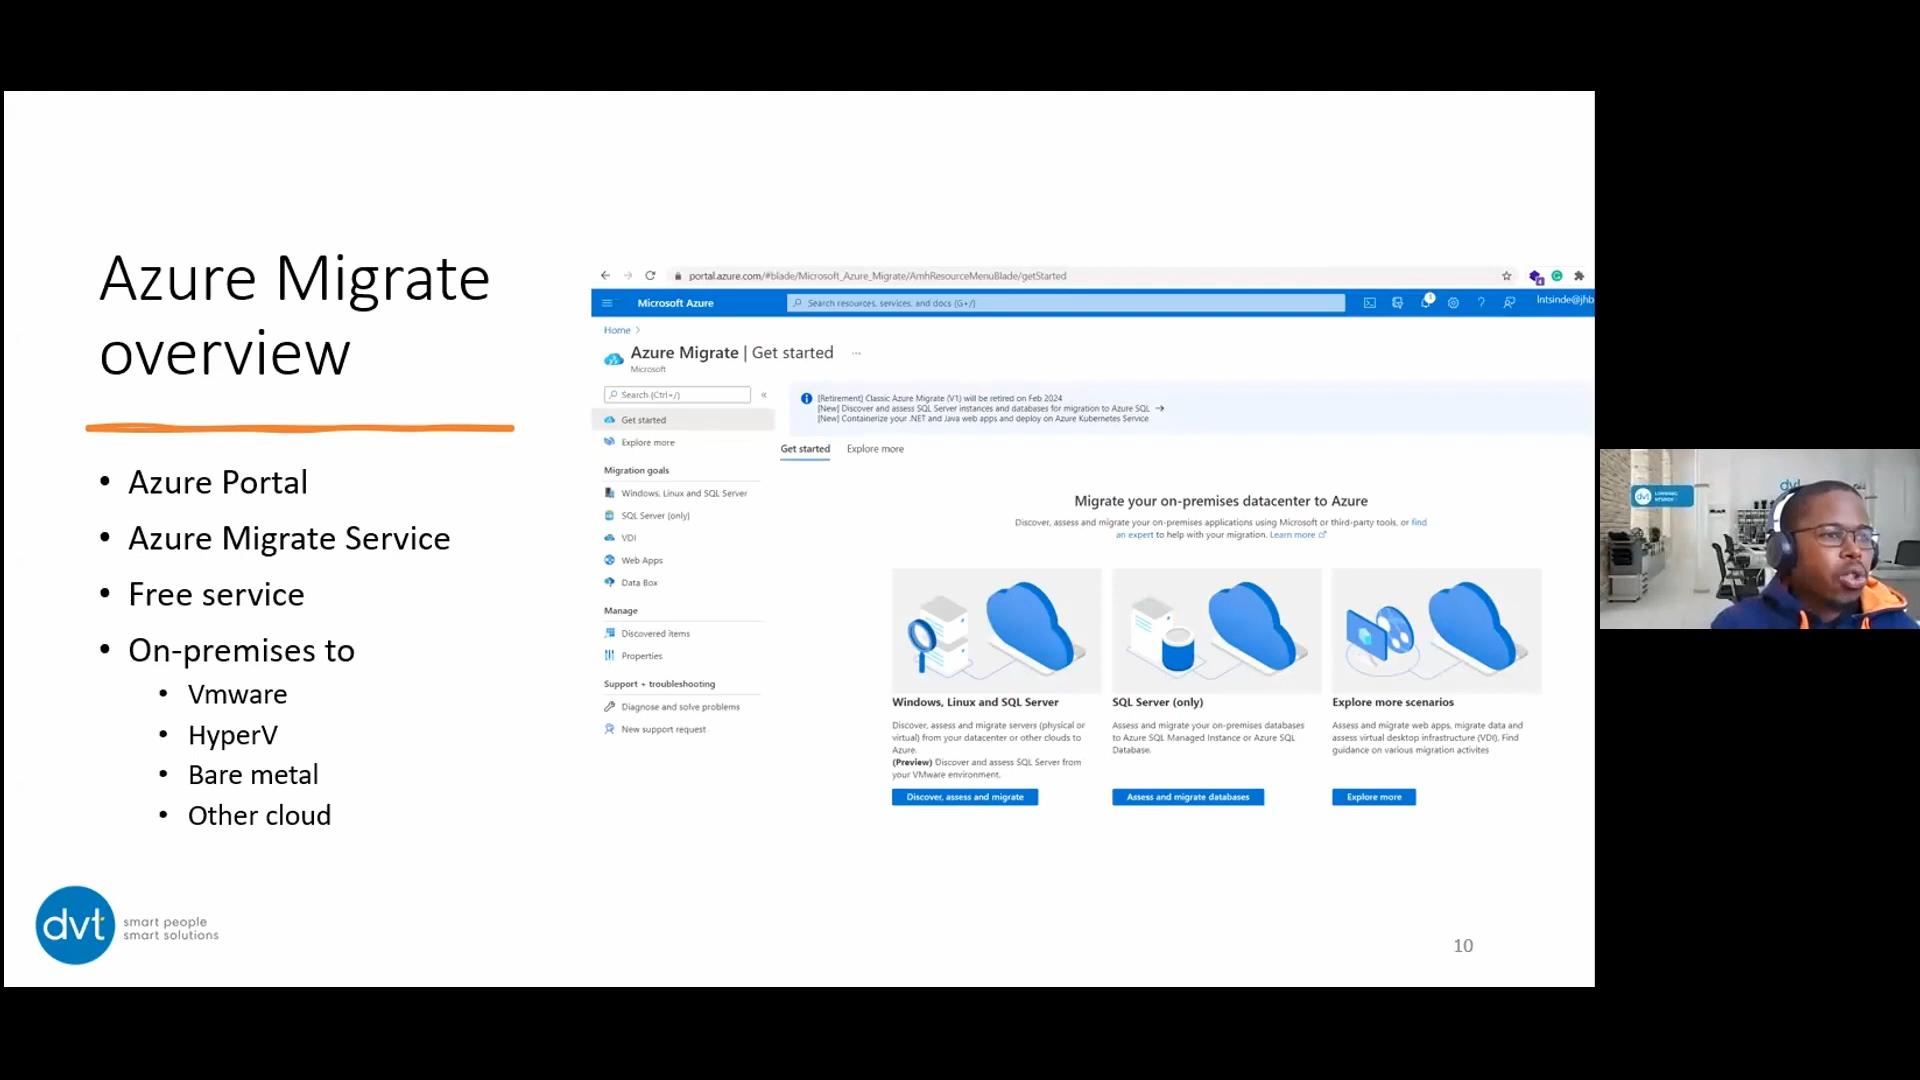 Azure Migrate
overview
• Azure Portal
• Azure Migrate Service
• Free service
• On-premises to
• Vmware
• HyperV
• Bare metal
• Other cloud
dvt
smart people
smart solutions
portal.azure.com/#blade/Microsoft_Azure_Migrate/AmhResourceMenuBlade/getStarted
Microsoft Azure
Search resources, services, and docs (G+/)
1
lntsinde@jhb
Home >
Azure Migrate | Get started ...
Microsoft
Search (Ctrl+/)
«
Get started
Explore more
Migration goals
Windows, Linux and SQL Server
SQL Server (only)
VDI
Web Apps
Data Box
Manage
Discovered items
Properties
Support + troubleshooting
Diagnose and solve problems
New support request
[Retirement] Classic Azure Migrate (V1) will be retired on Feb 2024
[New] Discover and assess SQL Server instances and databases for migration to Azure SQL →
[New] Containerize your .NET and Java web apps and deploy on Azure Kubernetes Service
Get started Explore more
Migrate your on-premises datacenter to Azure
Discover, assess and migrate your on-premises applications using Microsoft or third-party tools, or find
an expert to help with your migration. Learn more
Windows, Linux and SQL Server
Discover, assess and migrate servers (physical or
virtual) from your datacenter or other clouds to
Azure.
(Preview) Discover and assess SQL Server from
your VMware environment.
Discover, assess and migrate
SQL Server (only)
Assess and migrate your on-premises databases
to Azure SQL Managed Instance or Azure SQL
Database.
Assess and migrate databases
Explore more scenarios
Assess and migrate web apps, migrate data and
assess virtual desktop infrastructure (VDI). Find
guidance on various migration activites
Explore more
10
dvt
dvt